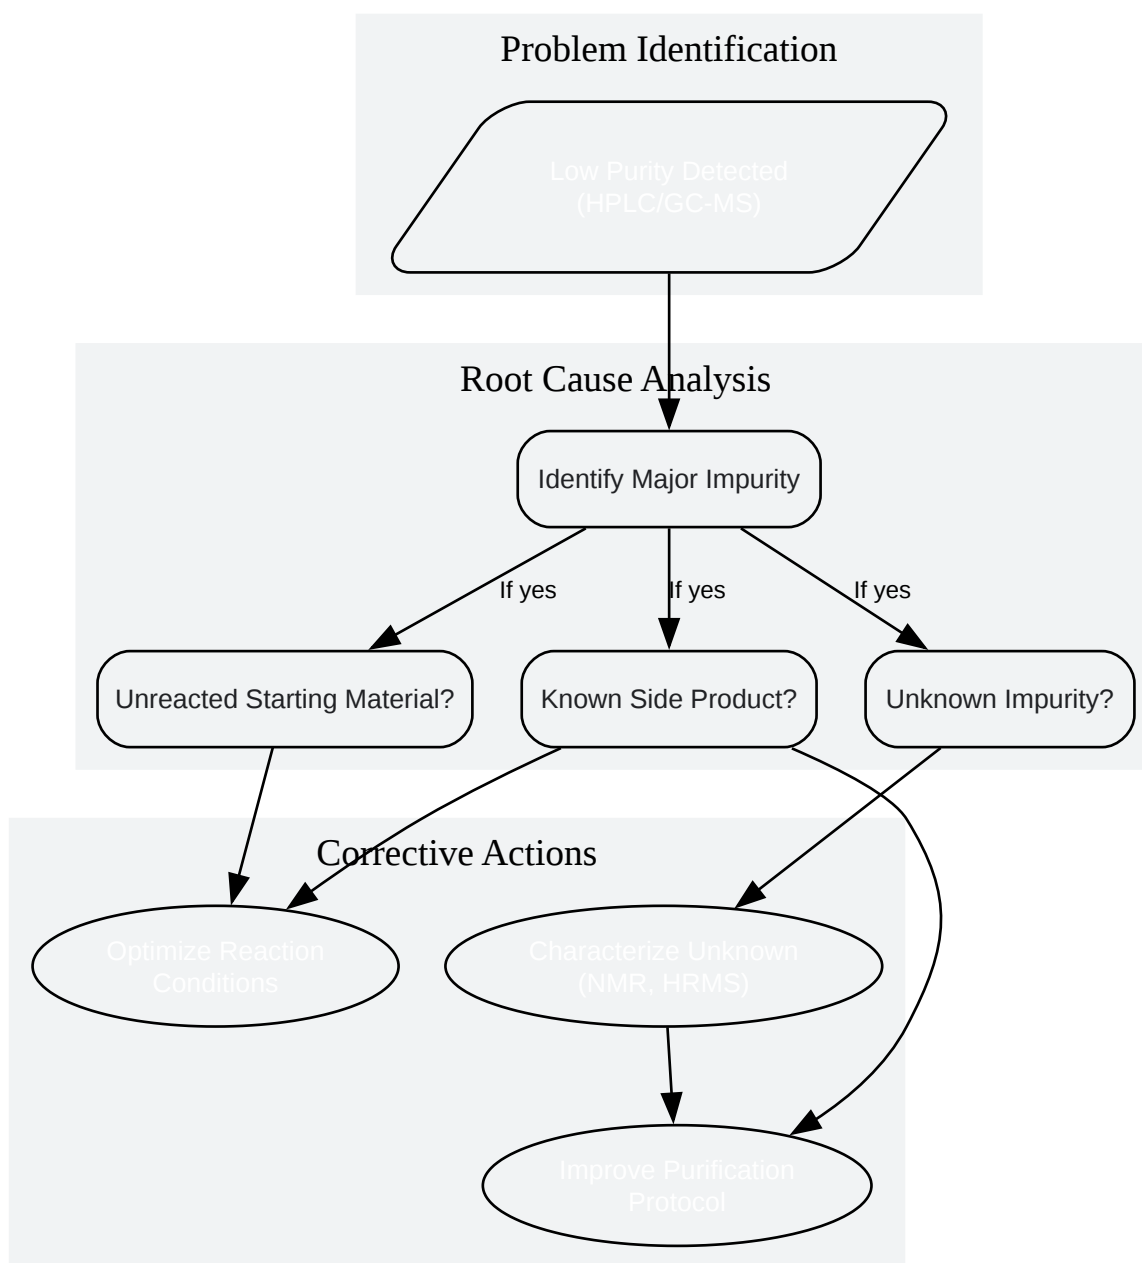 Problem Identification
Low Purity Detected
(HPLC/GC-MS)
Root Cause Analysis
Identify Major Impurity
If yes
If yes
If yes
Unreacted Starting Material?
Known Side Product?
Unknown Impurity?
Corrective Actions
Optimize Reaction
Conditions
Characterize Unknown
(NMR, HRMS)
Improve Purification
Protocol